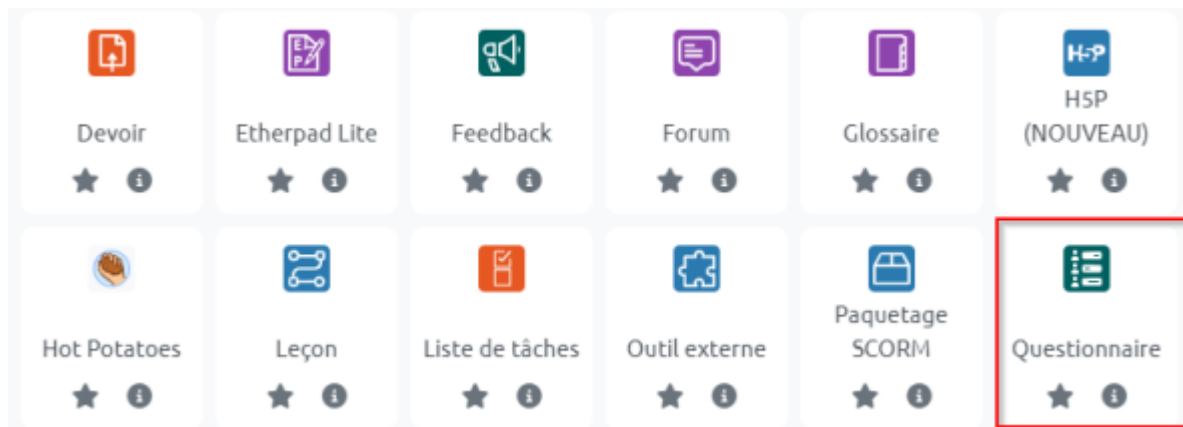 Devoir
Etherpad Lite
Feedback
Forum
Glossaire
H5P
H5P
(NOUVEAU)
Hot Potatoes
Leçon
Liste de tâches
Outil externe
Paquetage
SCORM
Questionnaire